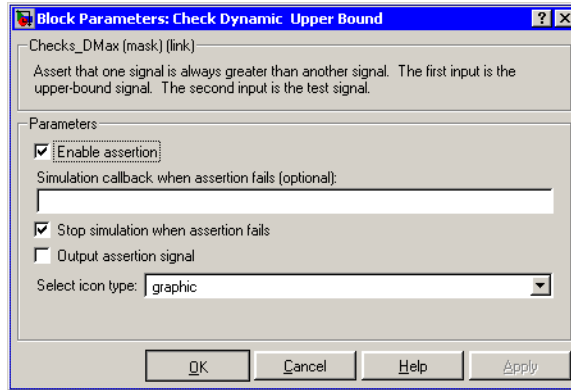 Block Parameters: Check Dynamic Upper Bound
Checks_DMax (mask) (link)
Assert that one signal is always greater than another signal. The first input is the
upper-bound signal. The second input is the test signal.
Parameters
Enable assertion
Simulation callback when assertion fails (optional):
Stop simulation when assertion fails
Output assertion signal
Select icon type: graphic
OK Cancel Help Apply